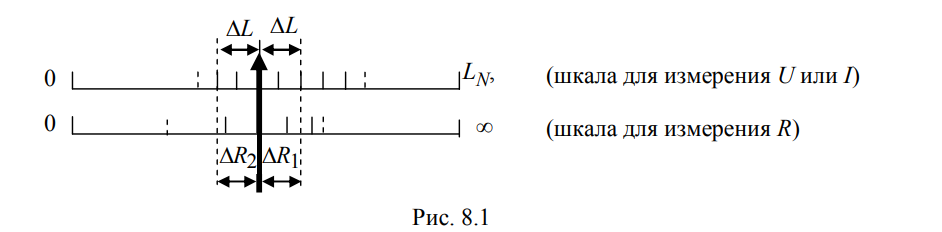 ΔL ΔL
0 L_N, (шкала для измерения U или I)
0 ∞ (шкала для измерения R)
ΔR₂ ΔR₁
Рис. 8.1